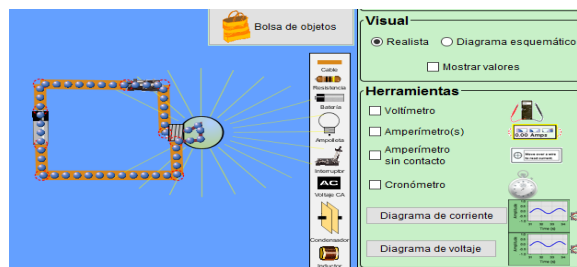 Bolsa de objetos
Cable
Resistencia
Batería
Ampolleta
Interruptor
AC
Voltaje CA
Condensador
Inductor
Visual
Realista
Diagrama esquemático
Mostrar valores
Herramientas
Voltímetro
Amperímetro(s)
0.00 Amps
Amperímetro
sin contacto
Cronómetro
Diagrama de corriente
Diagrama de voltaje